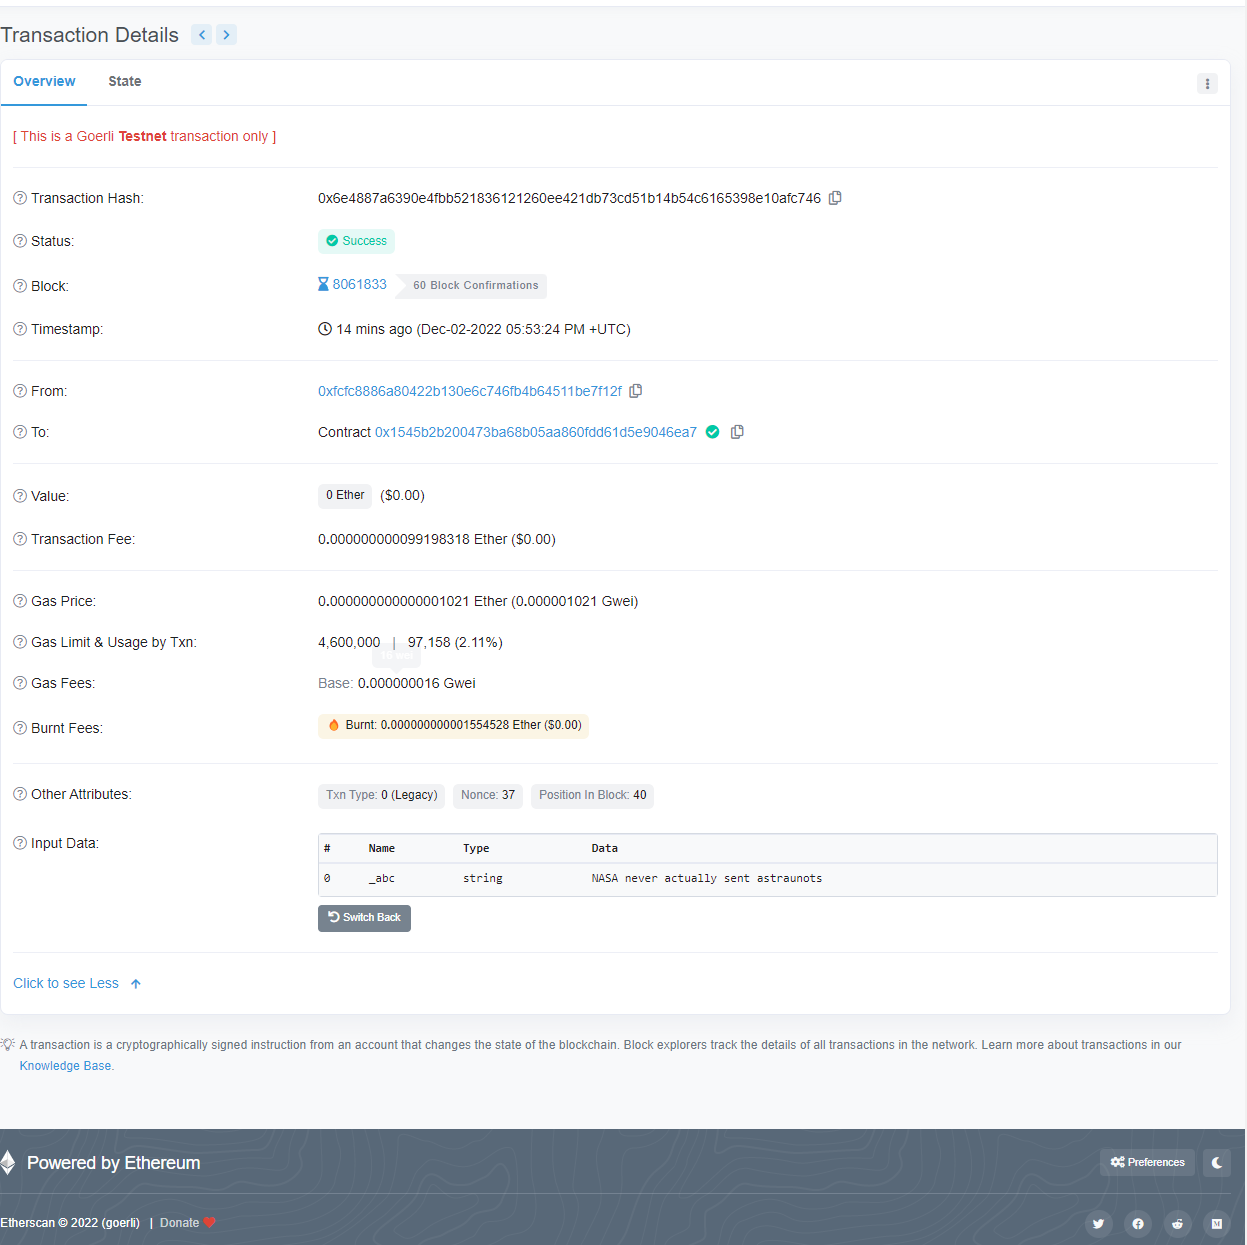 Transaction Details
Overview State
[ This is a Goerli Testnet transaction only ]
Transaction Hash: 0x6e4887a6390e4fbb521836121260ee421db73cd51b14b54c6165398e10afc746
Status: Success
Block: 8061833 60 Block Confirmations
Timestamp: 14 mins ago (Dec-02-2022 05:53:24 PM +UTC)
From: 0xfcfc8886a80422b130e6c746fb4b64511be7f12f
To: Contract 0x1545b2b200473ba68b05aa860fdd61d5e9046ea7
Value: 0 Ether ($0.00)
Transaction Fee: 0.000000000099198318 Ether ($0.00)
Gas Price: 0.000000000000001021 Ether (0.000001021 Gwei)
Gas Limit & Usage by Txn: 4,600,000 | 97,158 (2.11%)
Gas Fees: Base: 0.000000016 Gwei
Burnt Fees: Burnt: 0.000000000001554528 Ether ($0.00)
Other Attributes: Txn Type: 0 (Legacy) Nonce: 37 Position In Block: 40
Input Data:
# Name Type Data
0 _abc string NASA never actually sent astraunots
Switch Back
Click to see Less
A transaction is a cryptographically signed instruction from an account that changes the state of the blockchain. Block explorers track the details of all transactions in the network. Learn more about transactions in our
Knowledge Base.
Powered by Ethereum
Preferences
Etherscan © 2022 (goerli) | Donate